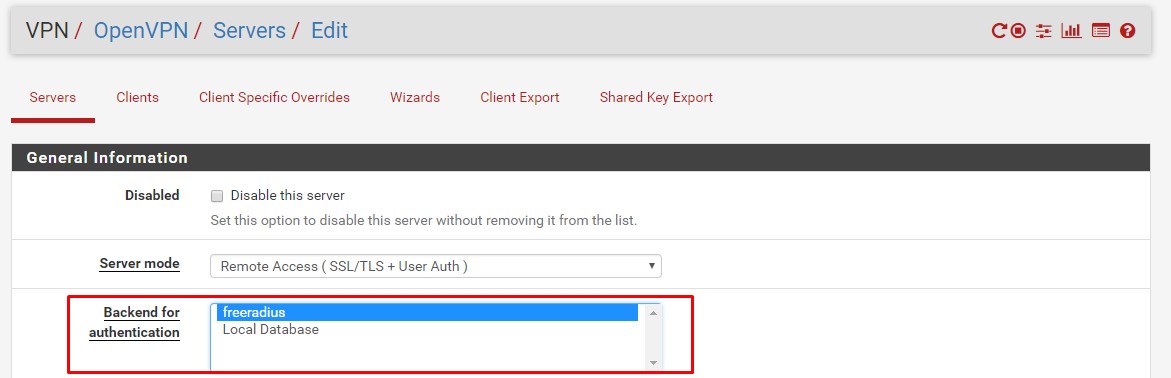 VPN / OpenVPN / Servers / Edit
Servers Clients Client Specific Overrides Wizards Client Export Shared Key Export
General Information
Disabled Disable this server
Set this option to disable this server without removing it from the list.
Server mode Remote Access ( SSL/TLS + User Auth )
Backend for authentication
freeradius
Local Database